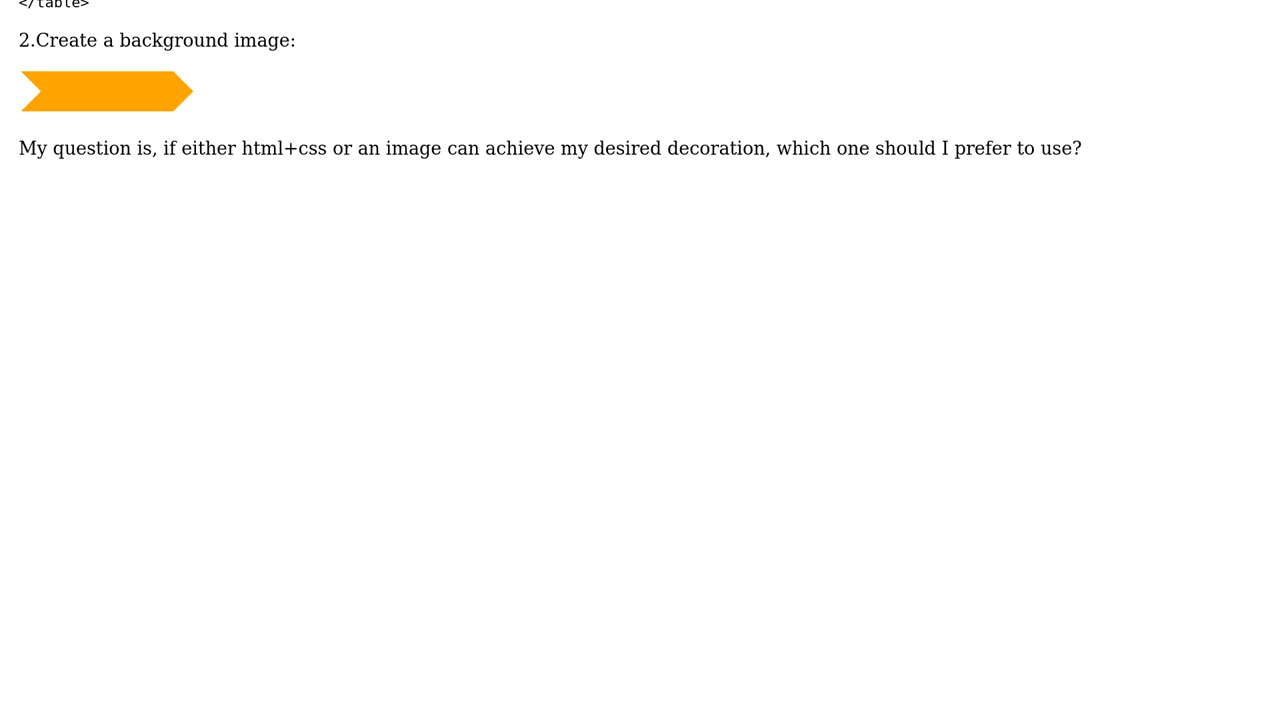 </table>
2.Create a background image:
My question is, if either html+css or an image can achieve my desired decoration, which one should I prefer to use?